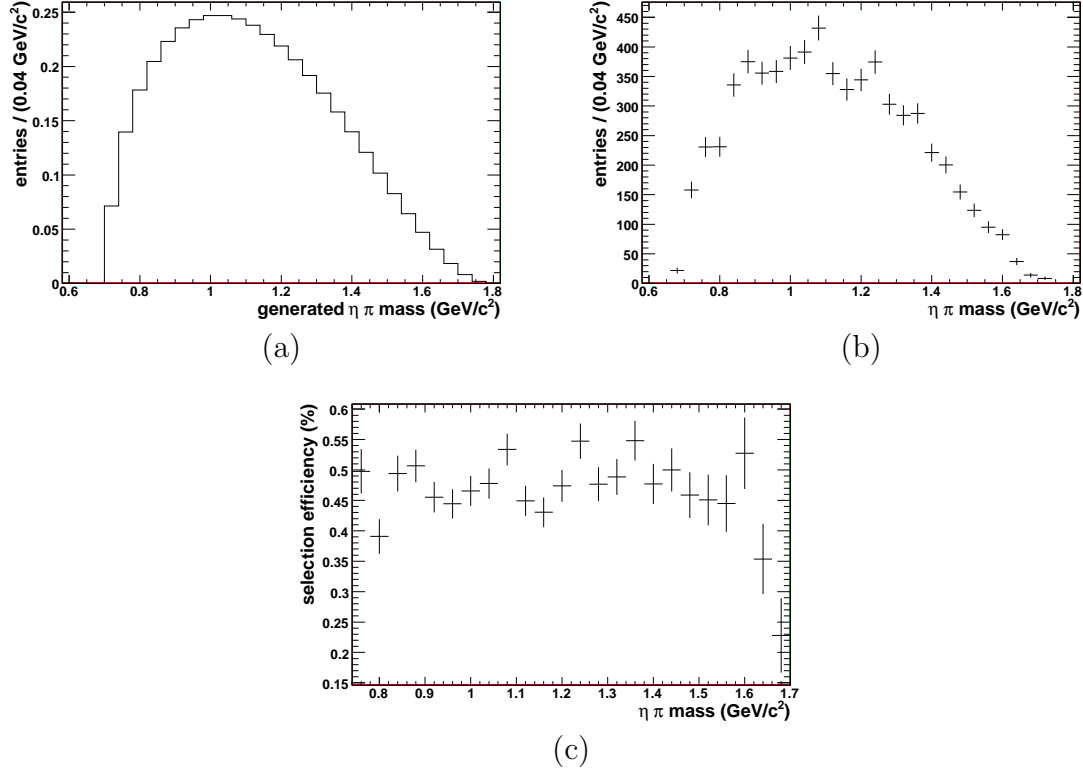 entries / (0.04 GeV/c²)
0.25
0.2
0.15
0.1
0.05
0
0.6 0.8 1 1.2 1.4 1.6 1.8
generated η π mass (GeV/c²)
(a)
entries / (0.04 GeV/c²)
450
400
350
300
250
200
150
100
50
0
0.6 0.8 1 1.2 1.4 1.6 1.8
η π mass (GeV/c²)
(b)
selection efficiency (%)
0.6
0.55
0.5
0.45
0.4
0.35
0.3
0.25
0.2
0.15
0.8 0.9 1 1.1 1.2 1.3 1.4 1.5 1.6 1.7
η π mass (GeV/c²)
(c)